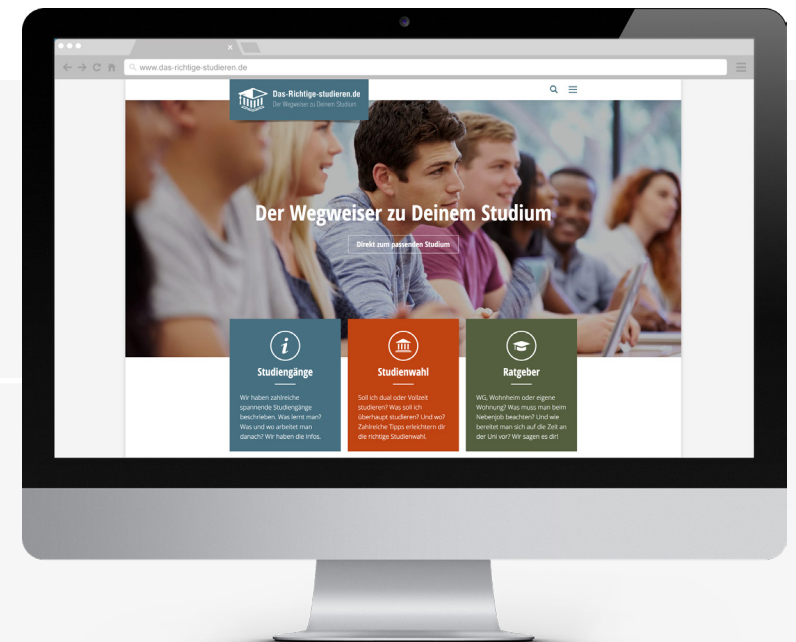 www.das-richtige-studieren.de
Das-Richtige-studieren.de
Der Wegweiser zu Deinem Studium
Der Wegweiser zu Deinem Studium
Direkt zum passenden Studium
Studiengänge
Wir haben zahlreiche
spannende Studiengänge
beschrieben. Was lernt man?
Was und wo arbeitet man
danach? Wir haben die Infos.
Studienwahl
Soll ich dual oder Vollzeit
studieren? Was soll ich
überhaupt studieren? Und wo?
Zahlreiche Tipps erleichtern dir
die richtige Studienwahl.
Ratgeber
WG, Wohnheim oder eigene
Wohnung? Was muss man beim
Nebenjob beachten? Und wie
bereitet man sich auf die Zeit an
der Uni vor? Wir sagen es dir!